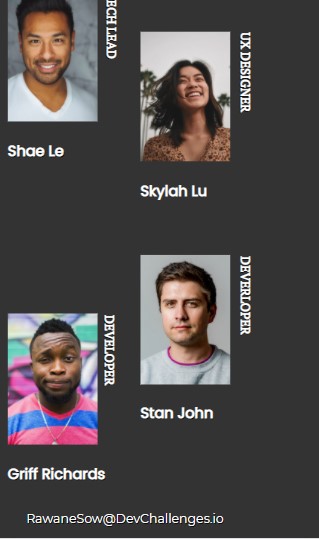 ECH LEAD
Shae Le
UX DESIGNER
Skylah Lu
DEVERLOPER
Stan John
DEVELOPER
Griff Richards
RawaneSow@DevChallenges.io